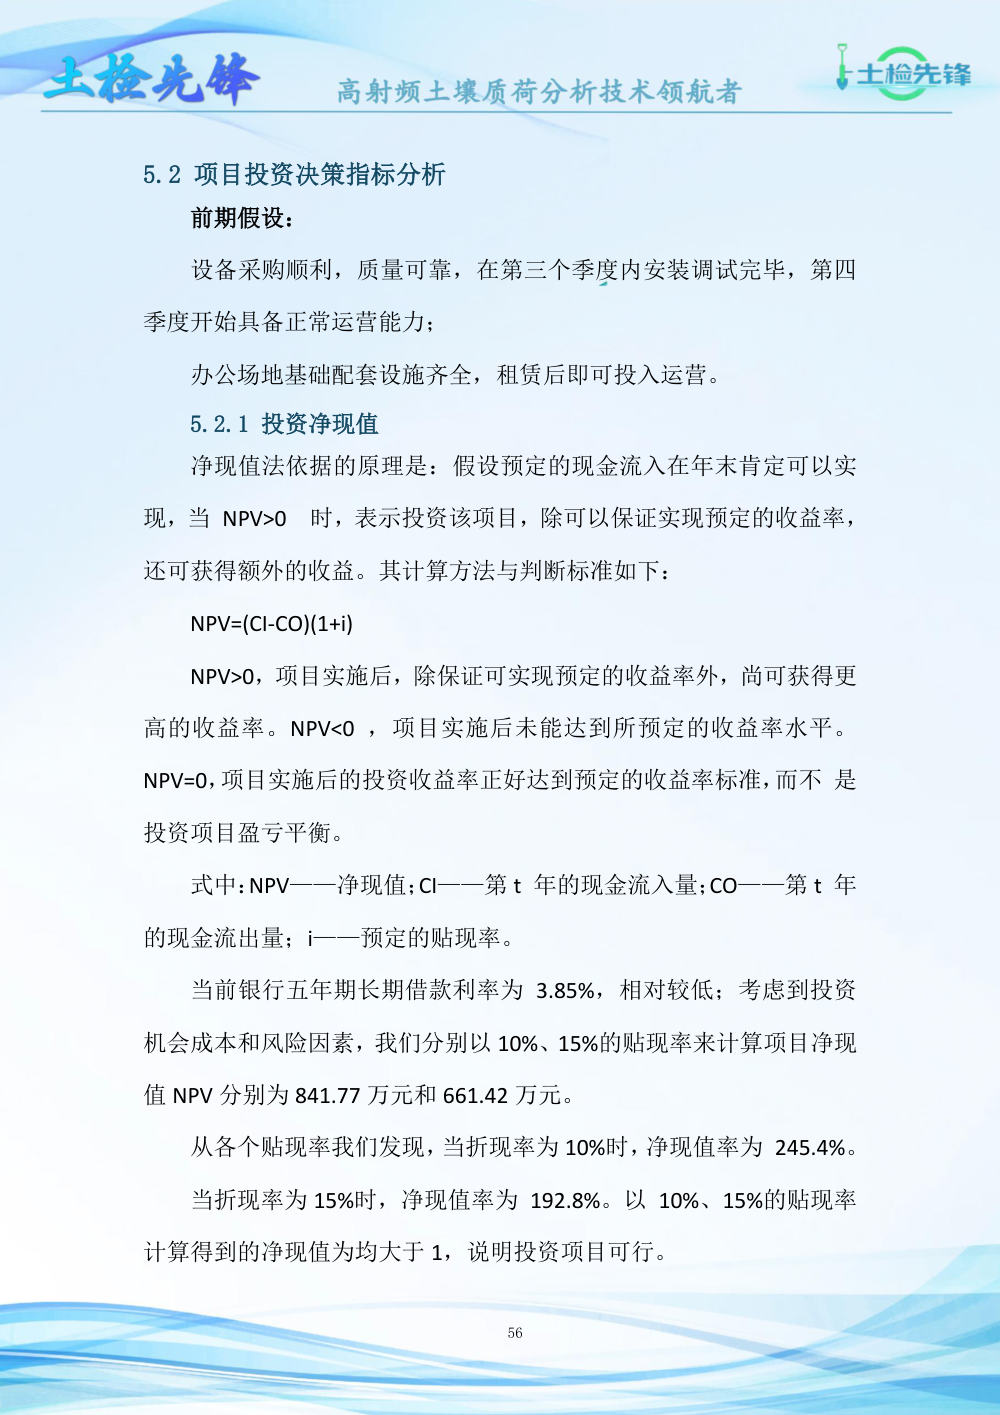 土检先锋
高射频土壤质荷分析技术领航者
土检先锋
5.2 项目投资决策指标分析
前期假设：
设备采购顺利，质量可靠，在第三个季度内安装调试完毕，第四
季度开始具备正常运营能力；
办公场地基础配套设施齐全，租赁后即可投入运营。
5.2.1 投资净现值
净现值法依据的原理是：假设预定的现金流入在年末肯定可以实
现，当 NPV>0 时，表示投资该项目，除可以保证实现预定的收益率，
还可获得额外的收益。其计算方法与判断标准如下：
NPV=(CI-CO)(1+i)
NPV>0，项目实施后，除保证可实现预定的收益率外，尚可获得更
高的收益率。NPV<0 ，项目实施后未能达到所预定的收益率水平。
NPV=0，项目实施后的投资收益率正好达到预定的收益率标准，而不 是
投资项目盈亏平衡。
式中：NPV——净现值；CI——第 t 年的现金流入量；CO——第 t 年
的现金流出量；i——预定的贴现率。
当前银行五年期长期借款利率为 3.85%，相对较低；考虑到投资
机会成本和风险因素，我们分别以 10%、15%的贴现率来计算项目净现
值 NPV 分别为 841.77 万元和 661.42 万元。
从各个贴现率我们发现，当折现率为 10%时，净现值率为 245.4%。
当折现率为 15%时，净现值率为 192.8%。以 10%、15%的贴现率
计算得到的净现值为均大于 1，说明投资项目可行。
56